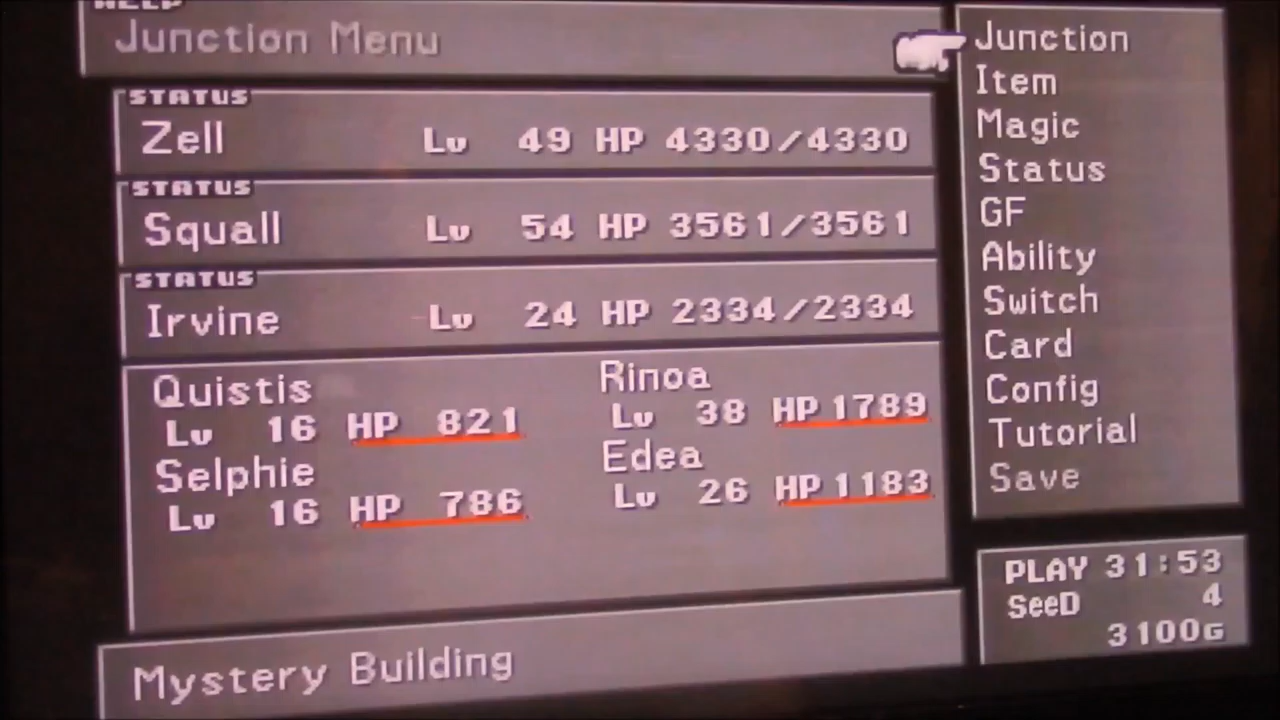 HELP
Junction Menu
STATUS
Zell Lv 49 HP 4330/4330
STATUS
Squall Lv 54 HP 3561/3561
STATUS
Irvine Lv 24 HP 2334/2334
Quistis
Lv 16 HP 821
Rinoa
Lv 38 HP 1789
Selphie
Lv 16 HP 786
Edea
Lv 26 HP 1183
Mystery Building
Junction
Item
Magic
Status
GF
Ability
Switch
Card
Config
Tutorial
Save
PLAY 31:53
SeeD 4
3100G